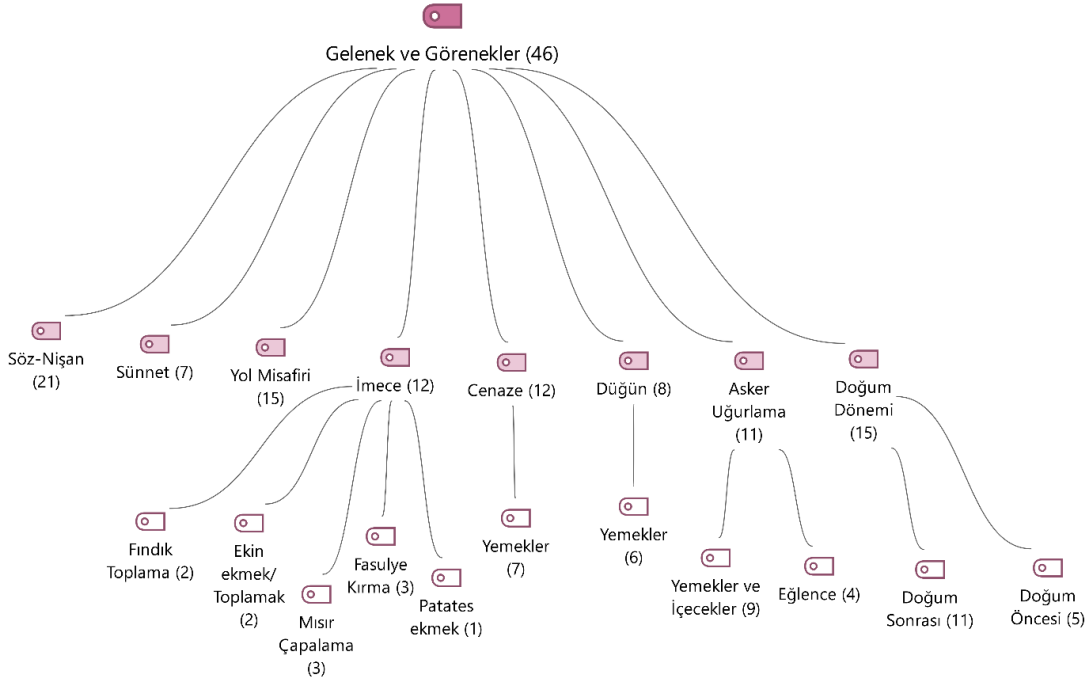 Gelenek ve Görenekler (46)
Söz-Nişan
(21)
Sünnet (7)
Yol Misafiri
(15)
İmece (12)
Cenaze (12)
Düğün (8)
Asker
Uğurlama
(11)
Doğum
Dönemi
(15)
Fındık
Toplama (2)
Ekin
ekmek/
Toplamak
(2)
Mısır
Çapalama
(3)
Fasulye
Kırma (3)
Patates
ekmek (1)
Yemekler
(7)
Yemekler
(6)
Yemekler ve
İçecekler (9)
Eğlence (4)
Doğum
Sonrası (11)
Doğum
Öncesi (5)